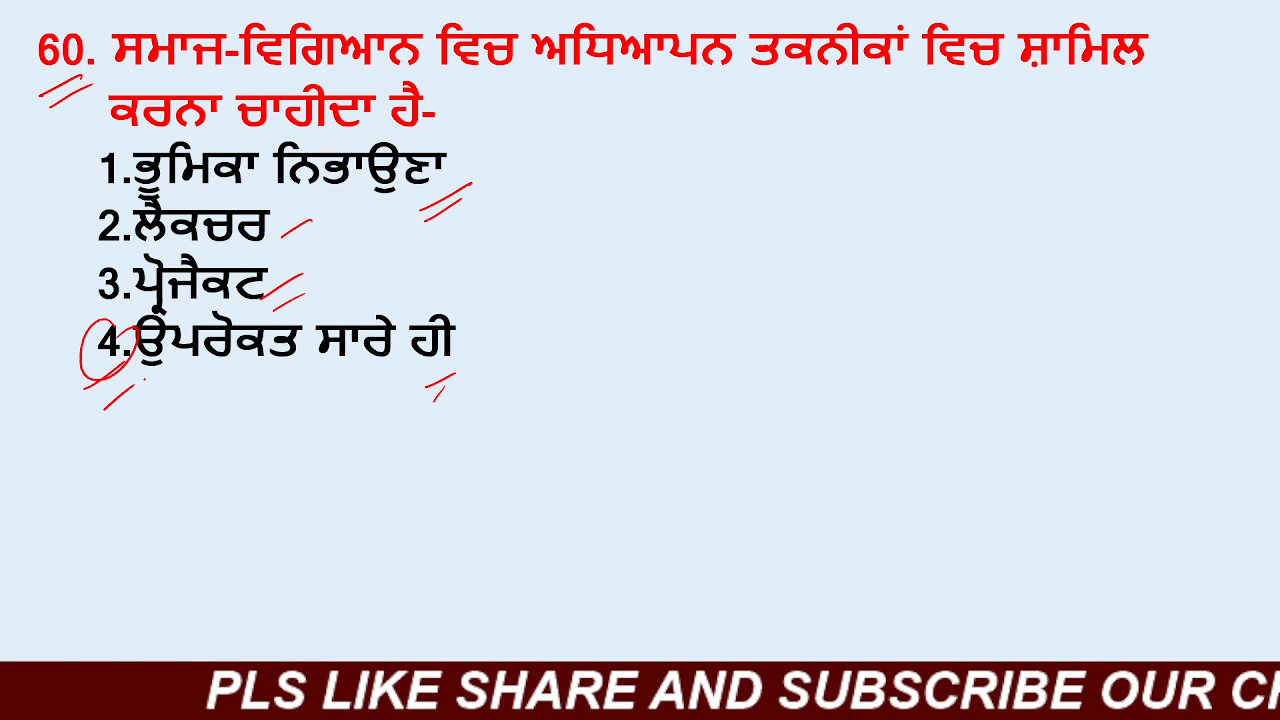 60. ਸਮਾਜ-ਵਿਗਿਆਨ ਵਿਚ ਅਧਿਆਪਨ ਤਕਨੀਕਾਂ ਵਿਚ ਸ਼ਾਮਿਲ
ਕਰਨਾ ਚਾਹੀਦਾ ਹੈ-
1.ਭੂਮਿਕਾ ਨਿਭਾਉਣਾ
2.ਲੈਕਚਰ
3.ਪ੍ਰੋਜੈਕਟ
4.ਉਪਰੋਕਤ ਸਾਰੇ ਹੀ
PLS LIKE SHARE AND SUBSCRIBE OUR